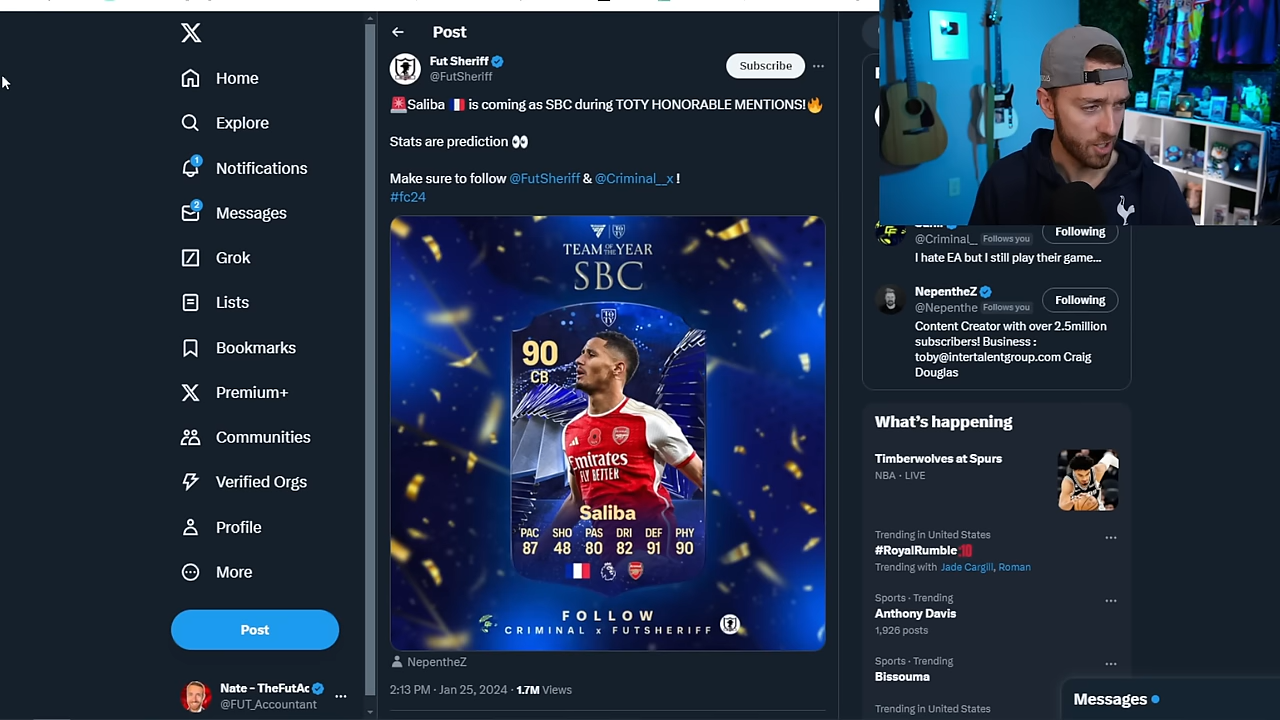 Home
Explore
1
Notifications
2
Messages
Grok
Lists
Bookmarks
Premium+
Communities
Verified Orgs
Profile
More
Post
Nate - TheFutAc
@FUT_Accountant
Post
Fut Sheriff
@FutSheriff
Subscribe
🚨Saliba 🇫🇷 is coming as SBC during TOTY HONORABLE MENTIONS!🔥
Stats are prediction 👀
Make sure to follow @FutSheriff & @Criminal__x !
#fc24
TEAM OF THE YEAR
SBC
90
CB
Emirates
FLY BETTER
Saliba
PAC SHO PAS DRI DEF PHY
87 48 80 82 91 90
FOLLOW
CRIMINAL x FUTSHERIFF
NepentheZ
2:13 PM · Jan 25, 2024 · 1.7M Views
@Criminal_ Follows you
Following
I hate EA but I still play their game...
NepentheZ
@Nepenthe Follows you
Following
Content Creator with over 2.5million
subscribers! Business :
toby@intertalentgroup.com Craig
Douglas
What's happening
Timberwolves at Spurs
NBA · LIVE
Trending in United States
#RoyalRumble
Trending with Jade Cargill, Roman
Sports · Trending
Anthony Davis
1,926 posts
Sports · Trending
Bissouma
Trending in United States
Messages